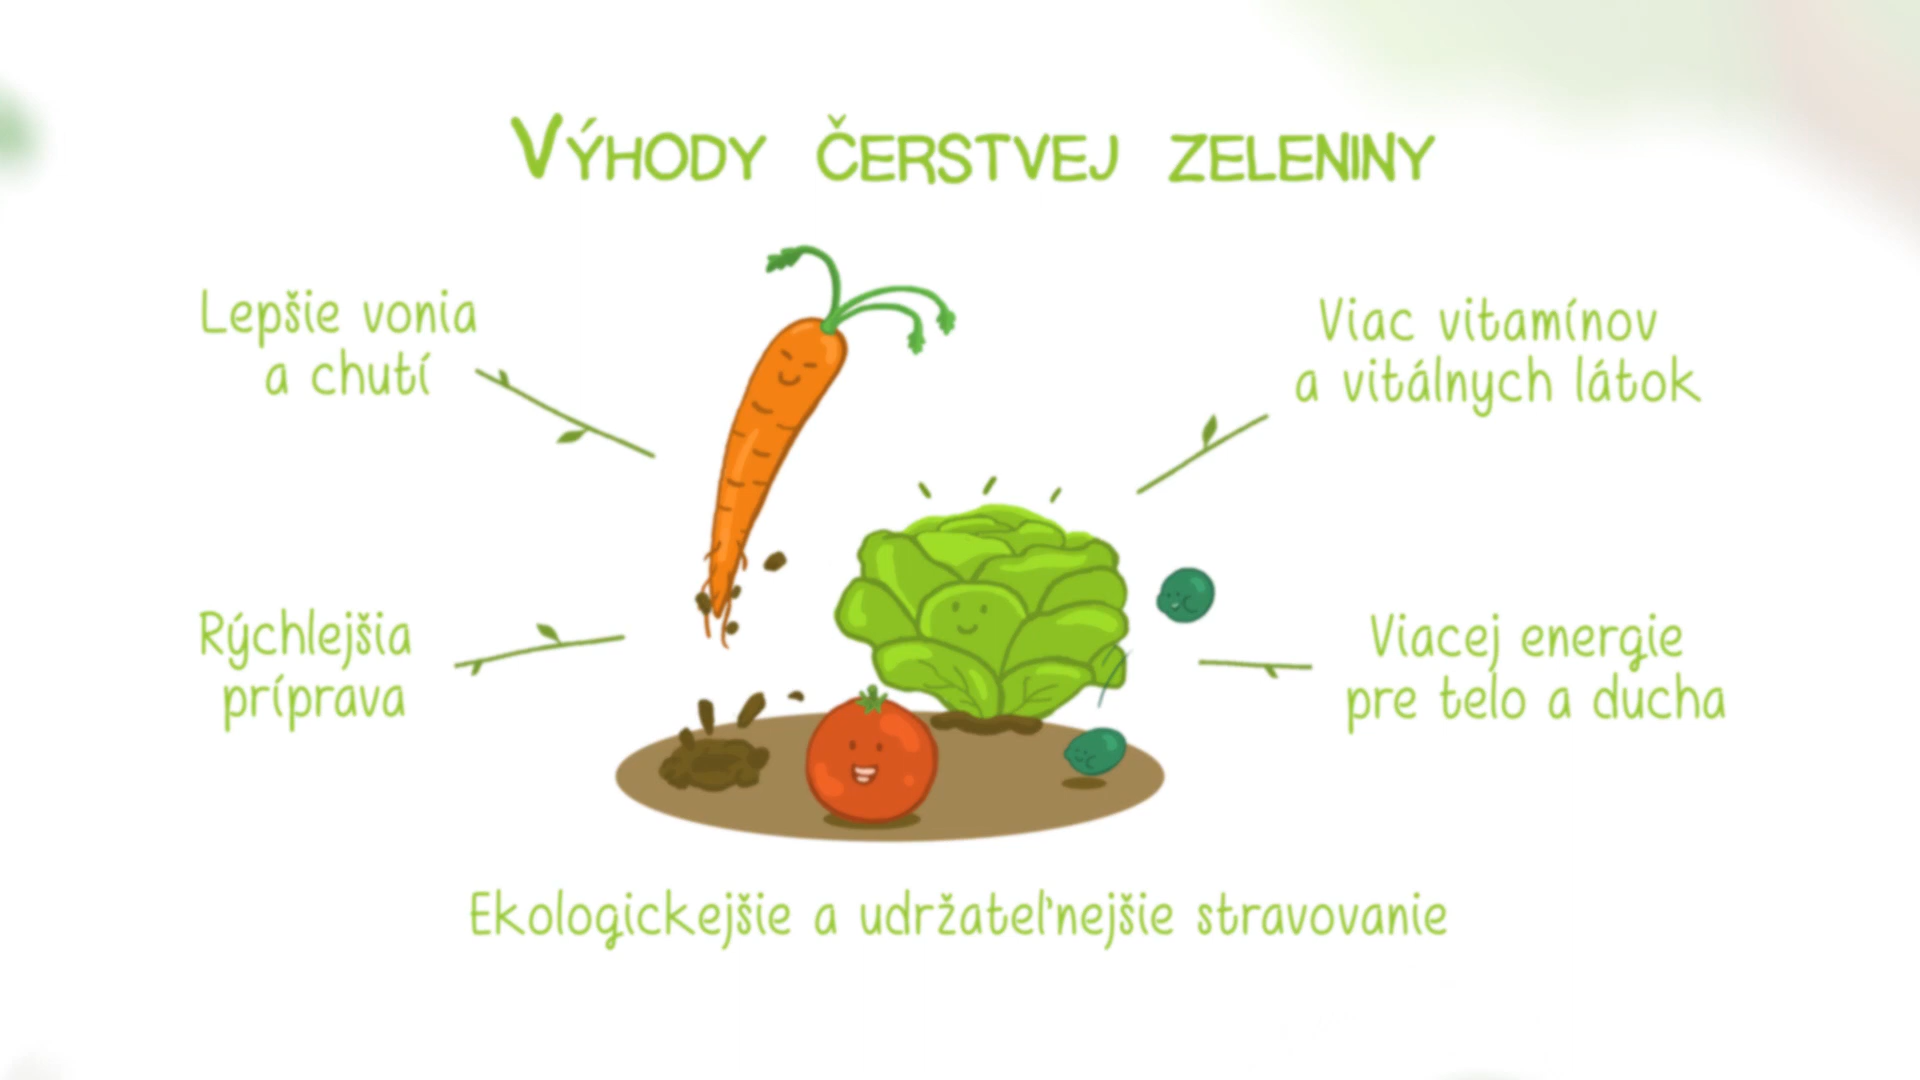 Výhody čerstvej zeleniny
Lepšie vonia
a chutí
Viac vitamínov
a vitálnych látok
Rýchlejšia
príprava
Viacej energie
pre telo a ducha
Ekologickejšie a udržateľnejšie stravovanie